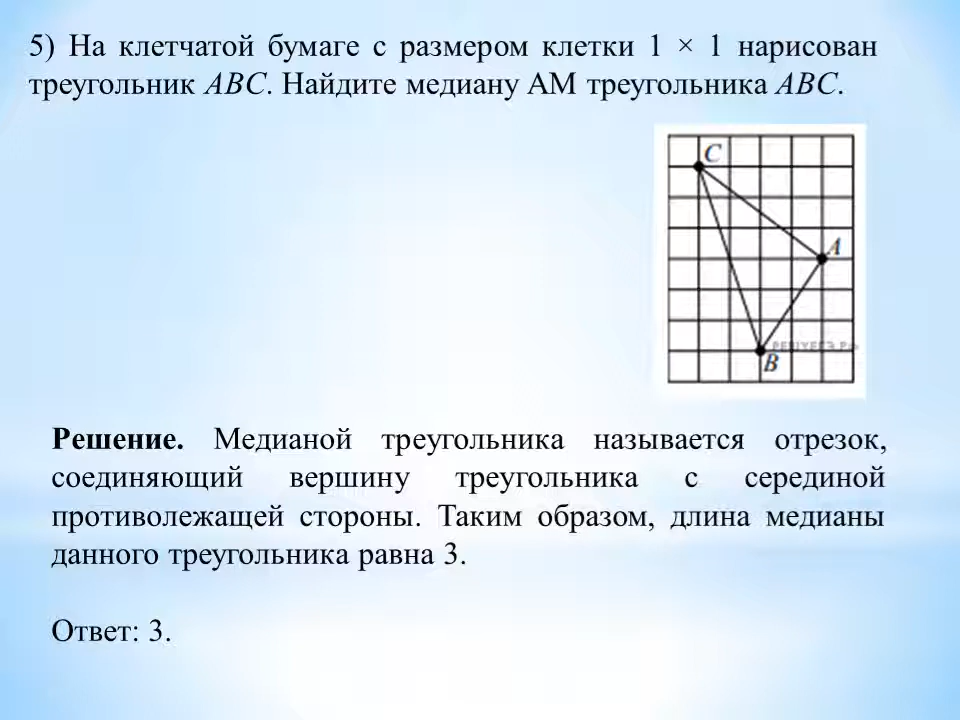 5) На клетчатой бумаге с размером клетки 1 × 1 нарисован
треугольник ABC. Найдите медиану АМ треугольника ABC.
C
A
B
Решение. Медианой треугольника называется отрезок,
соединяющий вершину треугольника с серединой
противолежащей стороны. Таким образом, длина медианы
данного треугольника равна 3.
Ответ: 3.